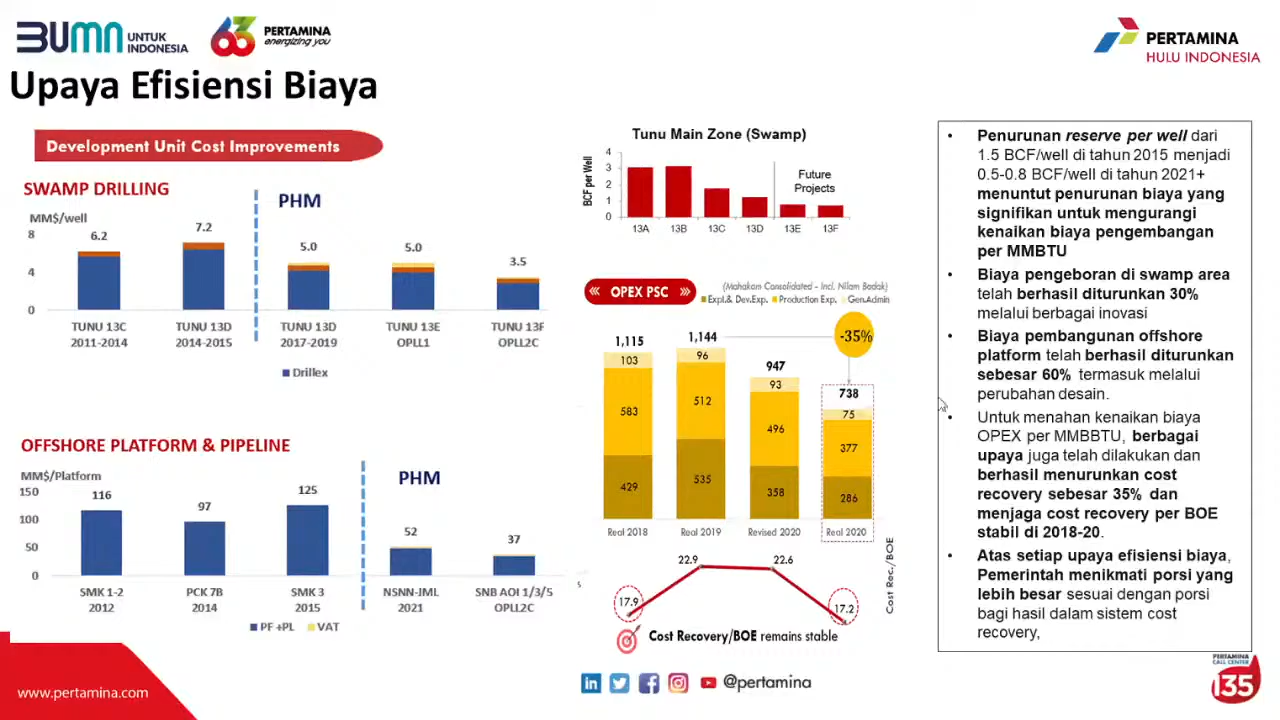 BUMN UNTUK INDONESIA
63 PERTAMINA
energizing you
PERTAMINA
HULU INDONESIA
Upaya Efisiensi Biaya
Development Unit Cost Improvements
SWAMP DRILLING
PHM
MM$/well
8
4
0
6.2
7.2
5.0
5.0
3.5
TUNU 13C
2011-2014
TUNU 13D
2014-2015
TUNU 13D
2017-2019
TUNU 13E
OPLL1
TUNU 13F
OPLL2C
Drillex
OFFSHORE PLATFORM & PIPELINE
PHM
MM$/Platform
150
100
50
0
116
97
125
52
37
SMK 1-2
2012
PCK 7B
2014
SMK 3
2015
NSNN-JML
2021
SNB AOI 1/3/5
OPLL2C
PF +PL
VAT
Tunu Main Zone (Swamp)
BCF per Well
4
3
2
1
0
Future
Projects
13A 13B 13C 13D 13E 13F
OPEX PSC
(Mahakam Consolidated - Incl. Nilam Badak)
Expl.& Dev.Exp. Production Exp. Gen.Admin
-35%
1,115
103
583
429
1,144
96
512
535
947
93
496
358
738
75
377
286
Real 2018 Real 2019 Revised 2020 Real 2020
Cost Rec./BOE
17.9
22.9
22.6
17.2
Cost Recovery/BOE remains stable
• Penurunan reserve per well dari
1.5 BCF/well di tahun 2015 menjadi
0.5-0.8 BCF/well di tahun 2021+
menuntut penurunan biaya yang
signifikan untuk mengurangi
kenaikan biaya pengembangan
per MMBTU
• Biaya pengeboran di swamp area
telah berhasil diturunkan 30%
melalui berbagai inovasi
• Biaya pembangunan offshore
platform telah berhasil diturunkan
sebesar 60% termasuk melalui
perubahan desain.
• Untuk menahan kenaikan biaya
OPEX per MMBBTU, berbagai
upaya juga telah dilakukan dan
berhasil menurunkan cost
recovery sebesar 35% dan
menjaga cost recovery per BOE
stabil di 2018-20.
• Atas setiap upaya efisiensi biaya,
Pemerintah menikmati porsi yang
lebih besar sesuai dengan porsi
bagi hasil dalam sistem cost
recovery,
www.pertamina.com
@pertamina
PERTAMINA
CALL CENTER
135